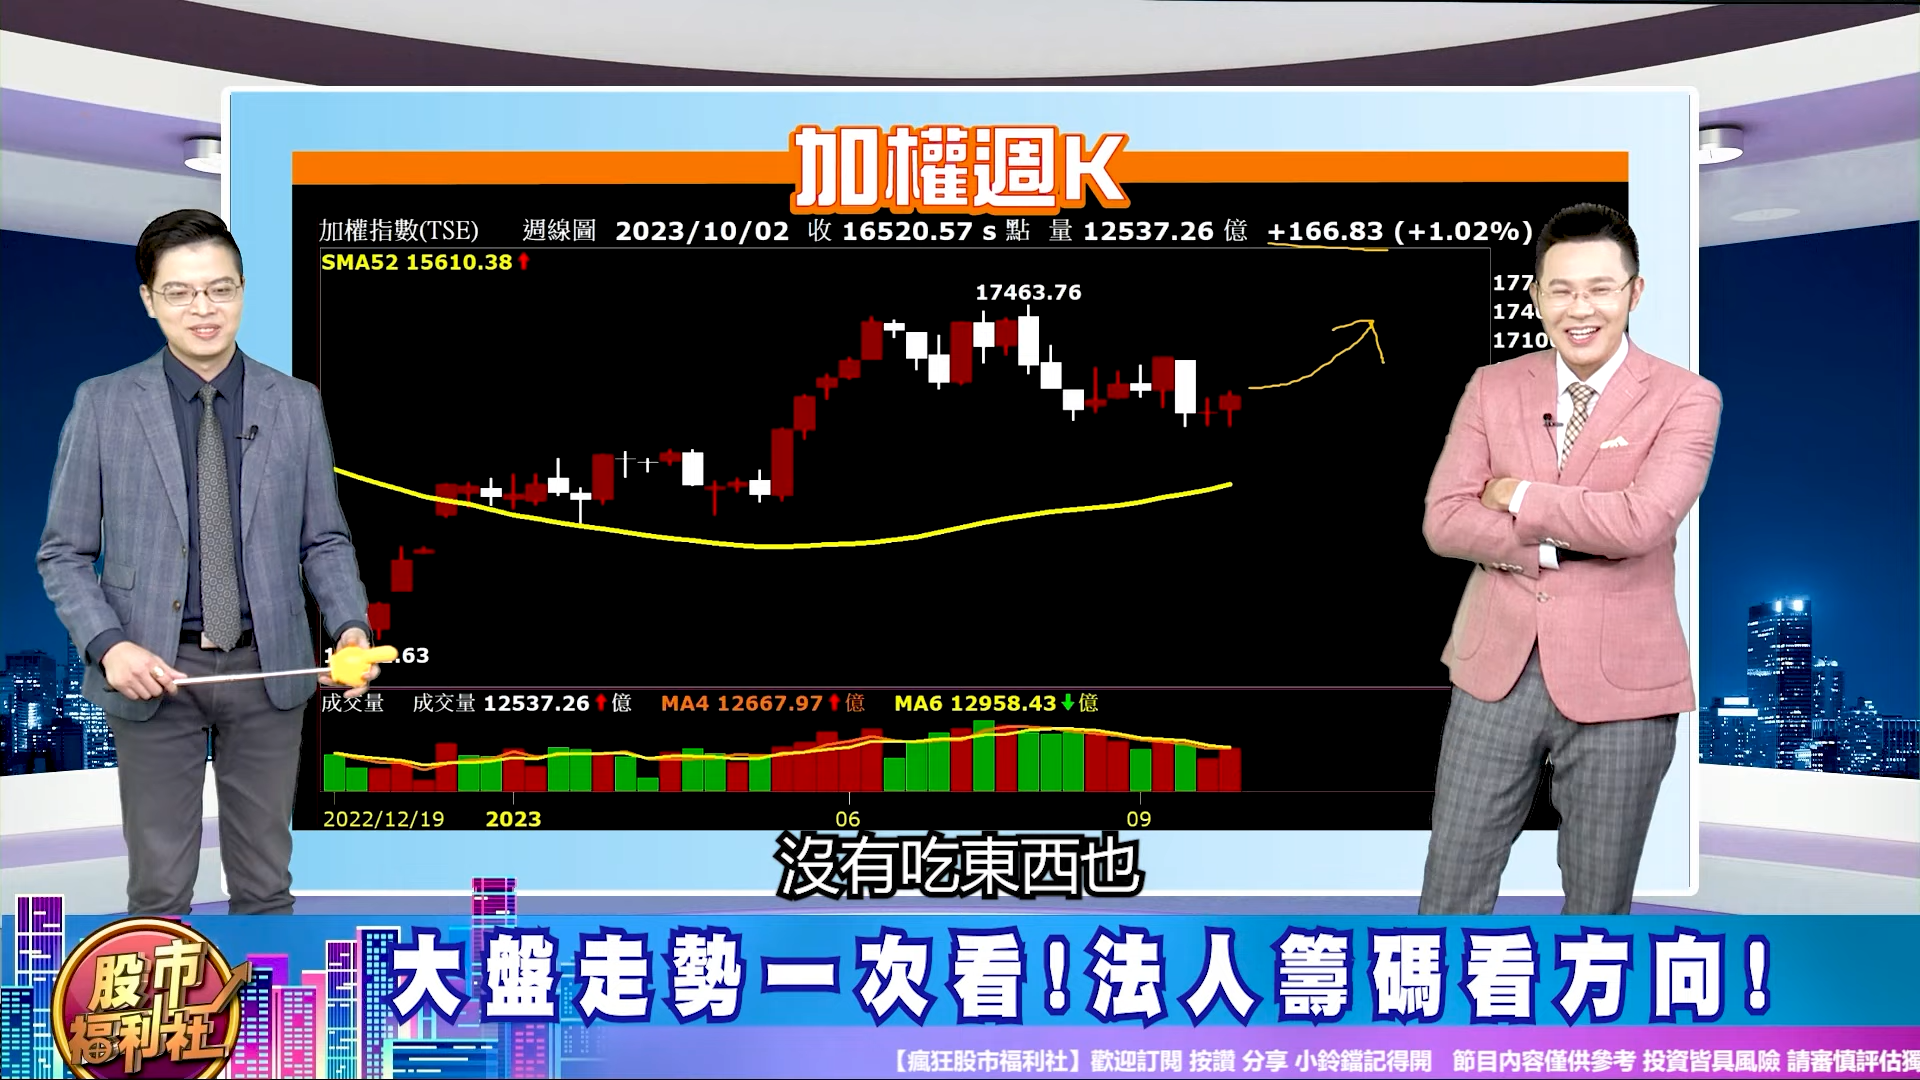 加權週K
加權指數(TSE) 週線圖 2023/10/02 收 16520.57 s 點 量 12537.26 億 +166.83 (+1.02%)
SMA52 15610.38
17463.76
1710
.63
成交量 成交量 12537.26 億 MA4 12667.97 億 MA6 12958.43 億
2022/12/19 2023 06 09
沒有吃東西也
大盤走勢一次看!法人籌碼看方向!
股市
福利社
【瘋狂股市福利社】歡迎訂閱 按讚 分享 小鈴鐺記得開 節目內容僅供參考 投資皆具風險 請審慎評估獨